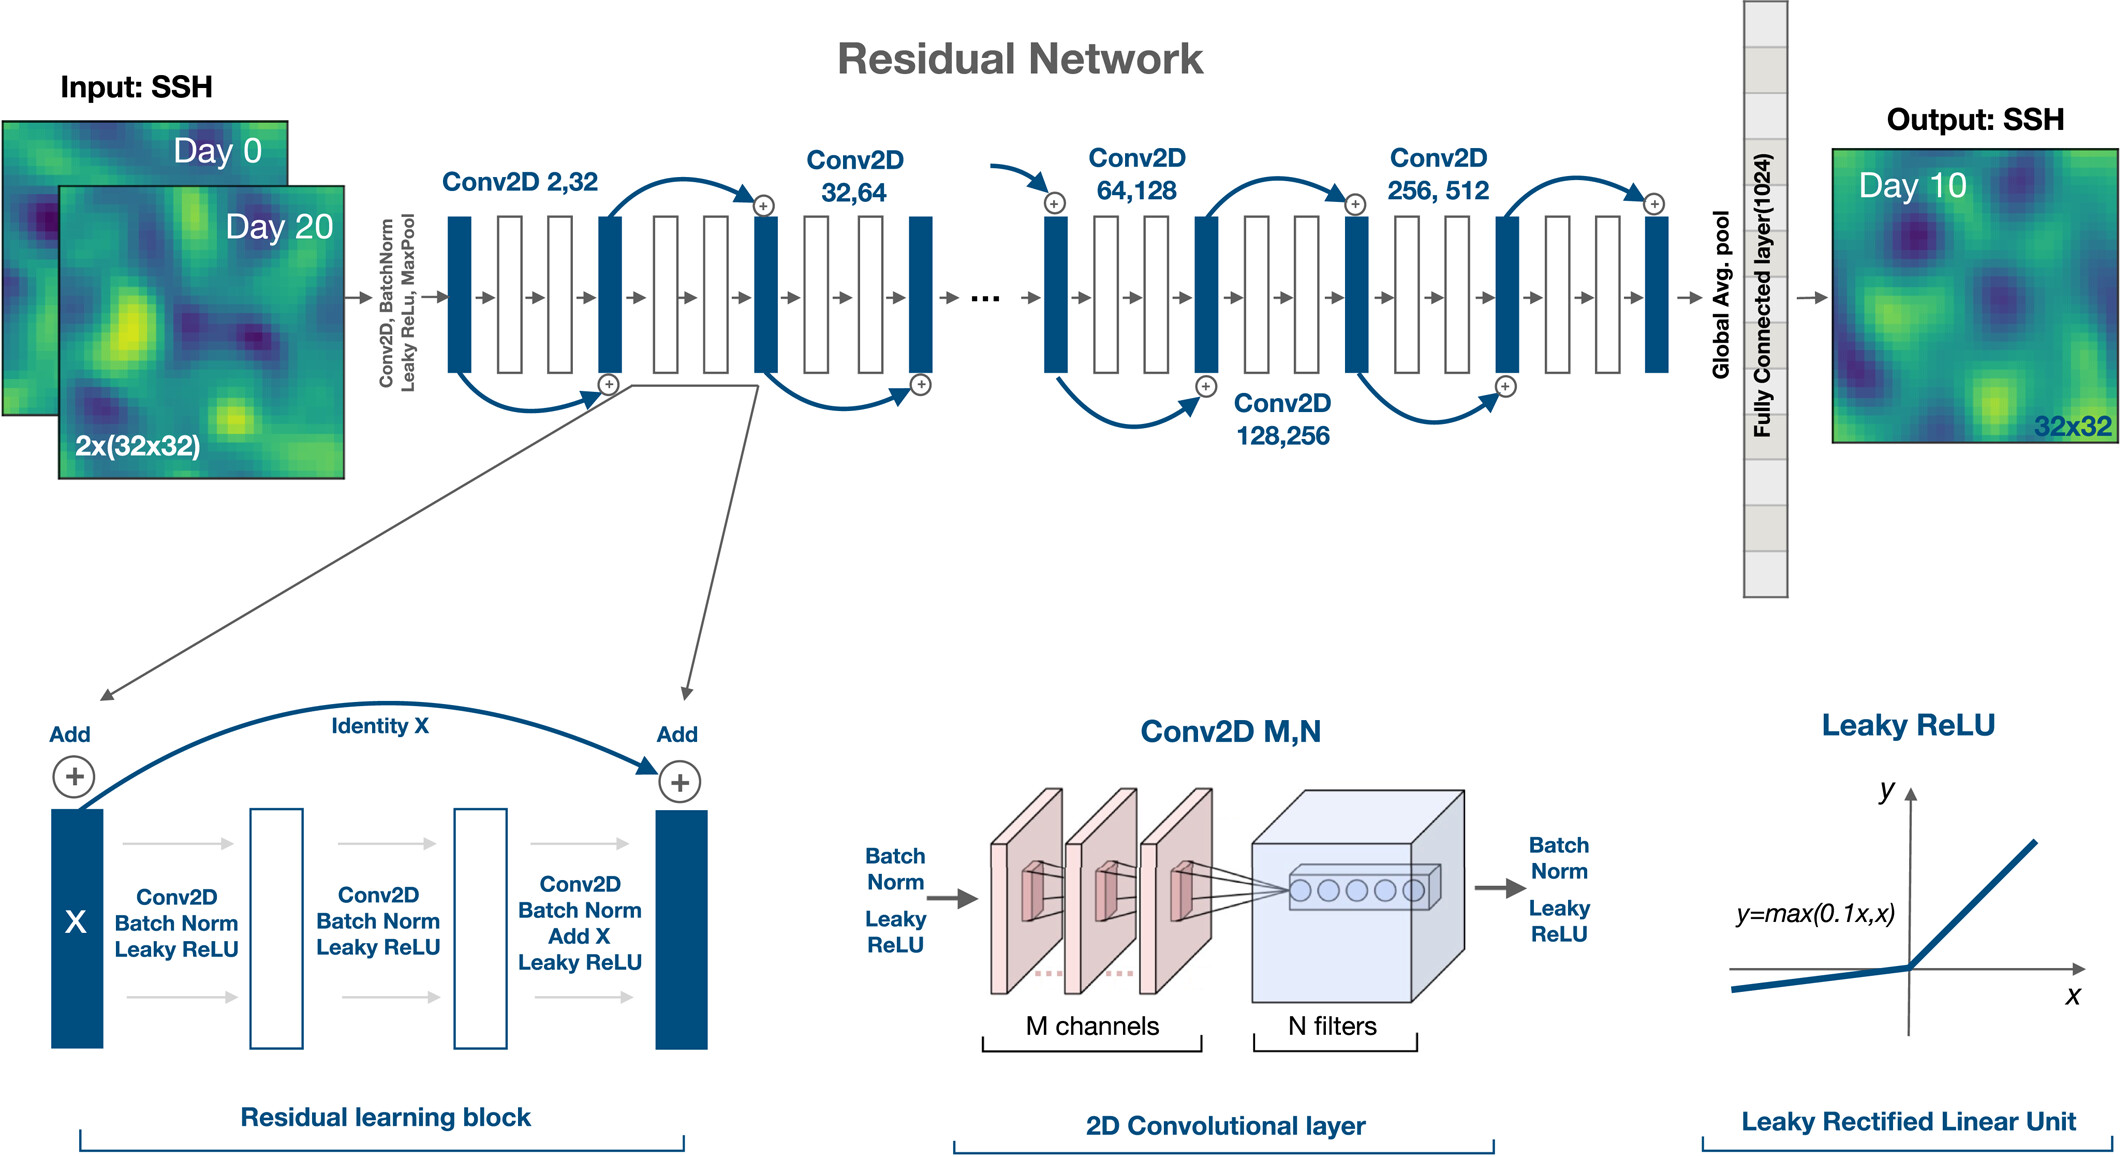 Residual Network
Input: SSH
Day 0
Day 20
2x(32x32)
Conv2D, BatchNorm
Leaky ReLu, MaxPool
Conv2D 2,32
+
+
Conv2D
32,64
+
...
+
Conv2D
64,128
+
Conv2D
128,256
+
Conv2D
256, 512
+
+
Global Avg. pool
Fully Connected layer(1024)
Output: SSH
Day 10
32x32
Add
+
Identity X
Add
+
X
Conv2D
Batch Norm
Leaky ReLU
Conv2D
Batch Norm
Leaky ReLU
Conv2D
Batch Norm
Add X
Leaky ReLU
Residual learning block
Conv2D M,N
Batch
Norm
Leaky
ReLU
M channels
N filters
Batch
Norm
Leaky
ReLU
2D Convolutional layer
Leaky ReLU
y
y=max(0.1x,x)
x
Leaky Rectified Linear Unit